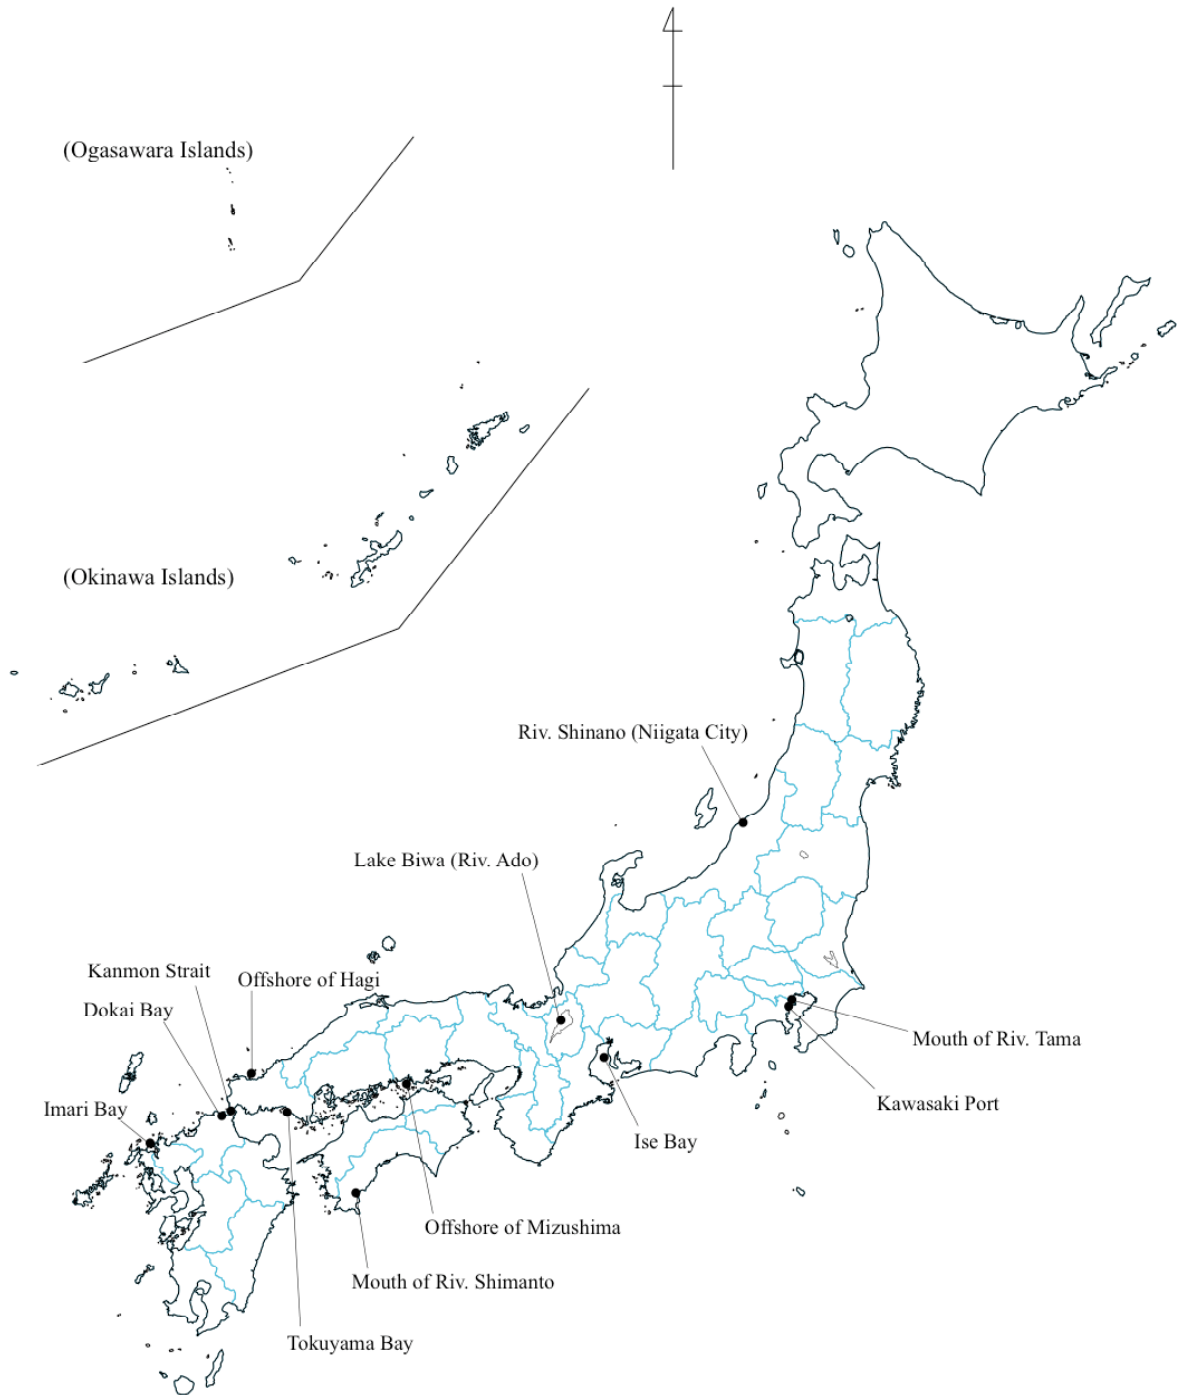 (Ogasawara Islands)
(Okinawa Islands)
Riv. Shinano (Niigata City)
Lake Biwa (Riv. Ado)
Kanmon Strait
Offshore of Hagi
Dokai Bay
Mouth of Riv. Tama
Kawasaki Port
Imari Bay
Ise Bay
Offshore of Mizushima
Mouth of Riv. Shimanto
Tokuyama Bay